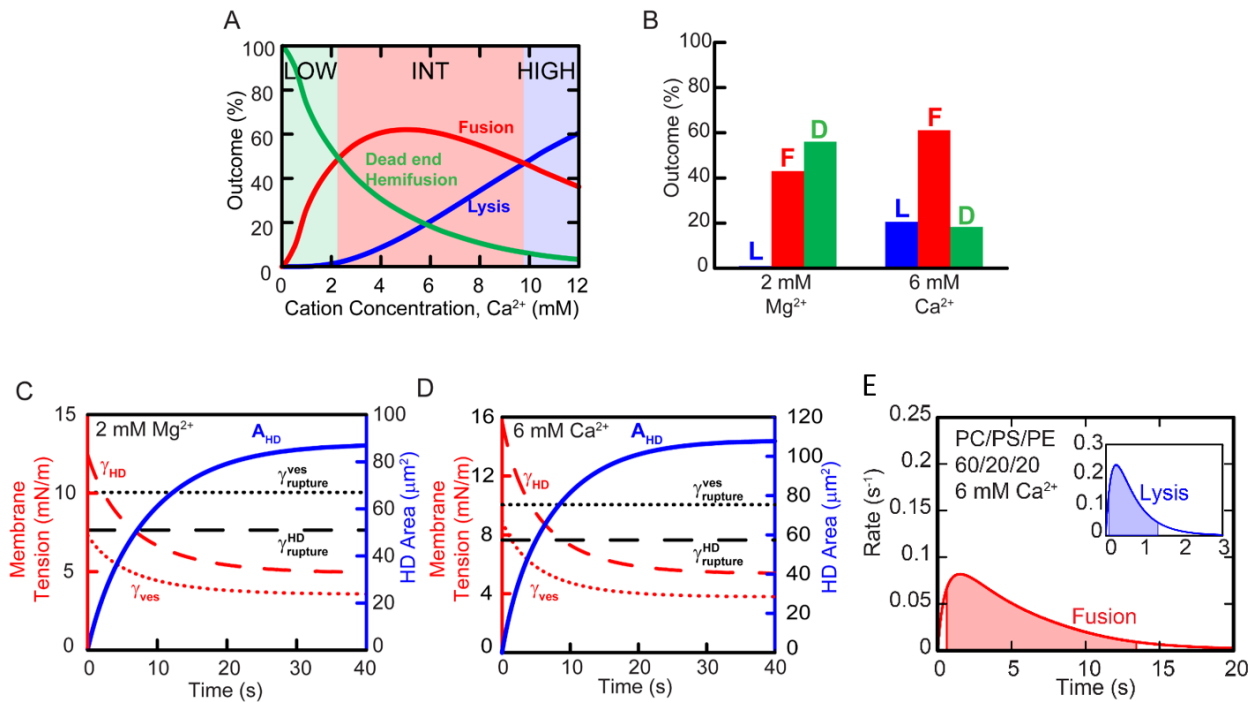 A
100
80
60
40
20
0
Outcome (%)
LOW
INT
HIGH
Fusion
Dead end
Hemifusion
Lysis
0 2 4 6 8 10 12
Cation Concentration, Ca²⁺ (mM)
B
100
80
60
40
20
0
Outcome (%)
L F D
L F D
2 mM
Mg²⁺
6 mM
Ca²⁺
C
15
10
5
0
Membrane
Tension (mN/m)
2 mM Mg²⁺
A_HD
γ_HD
γ^ves_rupture
γ^HD_rupture
γ_ves
100
80
60
40
20
0
HD Area (μm²)
0 10 20 30 40
Time (s)
D
16
12
8
4
0
Membrane
Tension (mN/m)
6 mM Ca²⁺
A_HD
γ_HD
γ^ves_rupture
γ^HD_rupture
γ_ves
120
100
80
60
40
20
0
HD Area (μm²)
0 10 20 30 40
Time (s)
E
0.25
0.2
0.15
0.1
0.05
0
Rate (s⁻¹)
PC/PS/PE
60/20/20
6 mM Ca²⁺
0.3
0.2
0.1
0
Lysis
0 1 2 3
Fusion
0 5 10 15 20
Time (s)